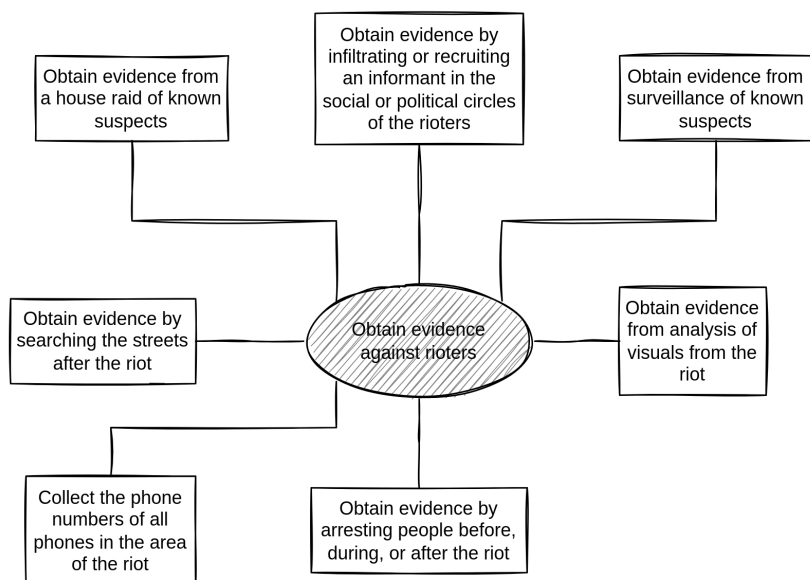 Obtain evidence by
infiltrating or recruiting
an informant in the
social or political circles
of the rioters
Obtain evidence from
a house raid of known
suspects
Obtain evidence from
surveillance of known
suspects
Obtain evidence by
searching the streets
after the riot
Obtain evidence
against rioters
Obtain evidence
from analysis of
visuals from the
riot
Collect the phone
numbers of all
phones in the area
of the riot
Obtain evidence by
arresting people before,
during, or after the riot